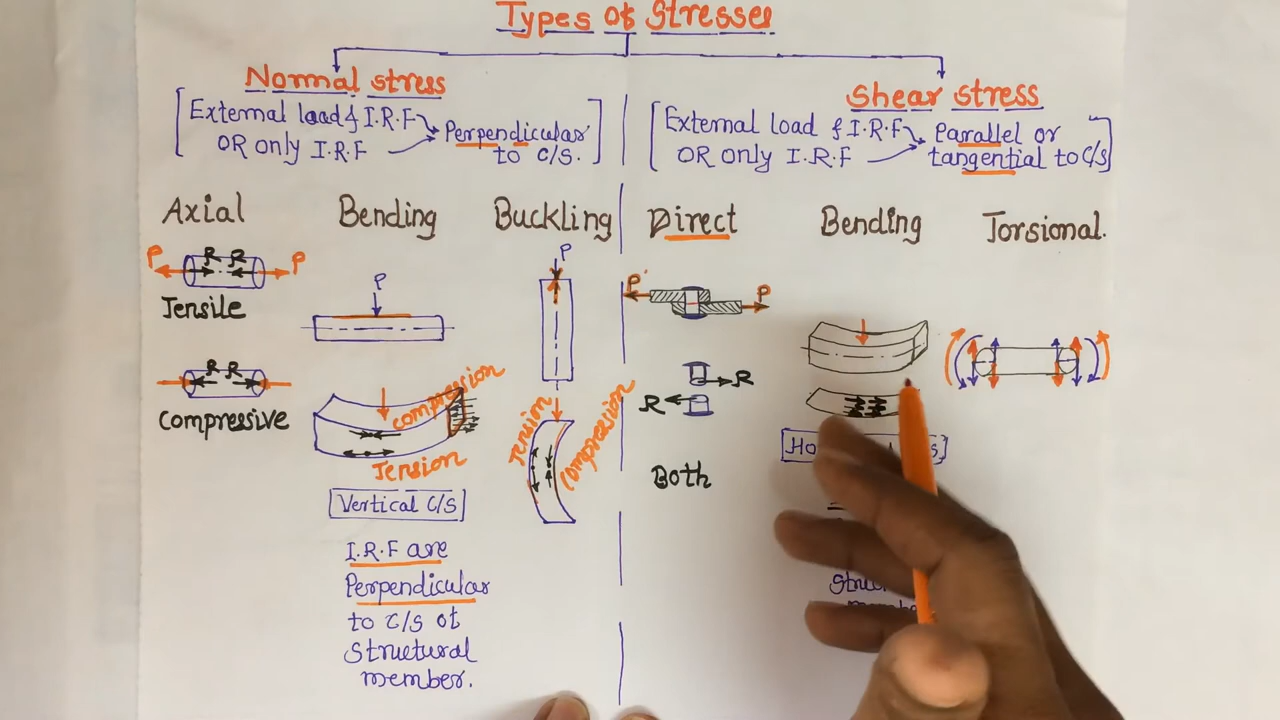 Types of Stresses
Normal stress
External load & I.R.F
OR only I.R.F
Perpendicular
to C/S.
Shear stress
External load & I.R.F
OR only I.R.F
parallel or
tangential to C/S
Axial
P R R P
Tensile
R R
Compressive
Bending
P
compression
Tension
Vertical C/S
I.R.F are
Perpendicular
to C/S of
Structural
member.
Buckling
P
Tension
compression
Direct
P
P
R
R
Both
Bending
Torsional.